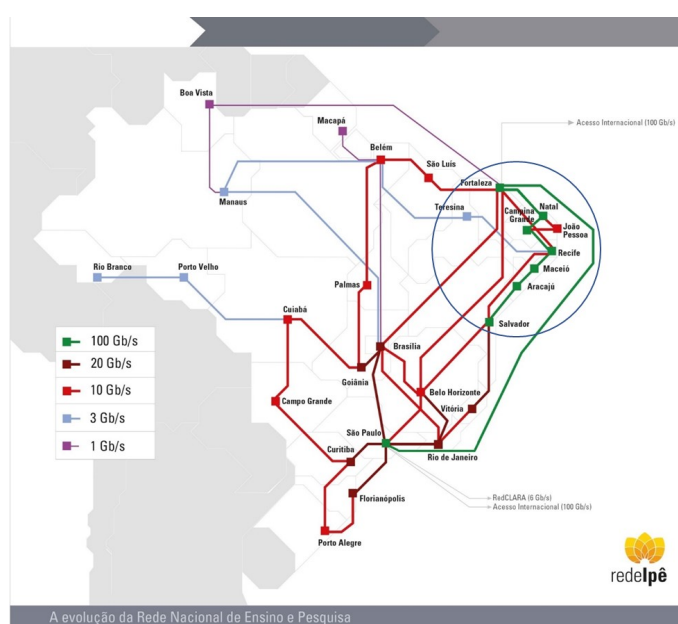 Boa Vista
Macapá
Acesso Internacional (100 Gb/s)
Belém
São Luís
Fortaleza
Manaus
Teresina
Campina
Grande
Natal
João
Pessoa
Recife
Rio Branco
Porto Velho
Maceió
Palmas
Aracajú
Cuiabá
Salvador
100 Gb/s
20 Gb/s
10 Gb/s
3 Gb/s
1 Gb/s
Brasília
Goiânia
Campo Grande
Belo Horizonte
Vitória
São Paulo
Curitiba
Rio de Janeiro
Florianópolis
RedCLARA (6 Gb/s)
Acesso Internacional (100 Gb/s)
Porto Alegre
redeIpê
A evolução da Rede Nacional de Ensino e Pesquisa